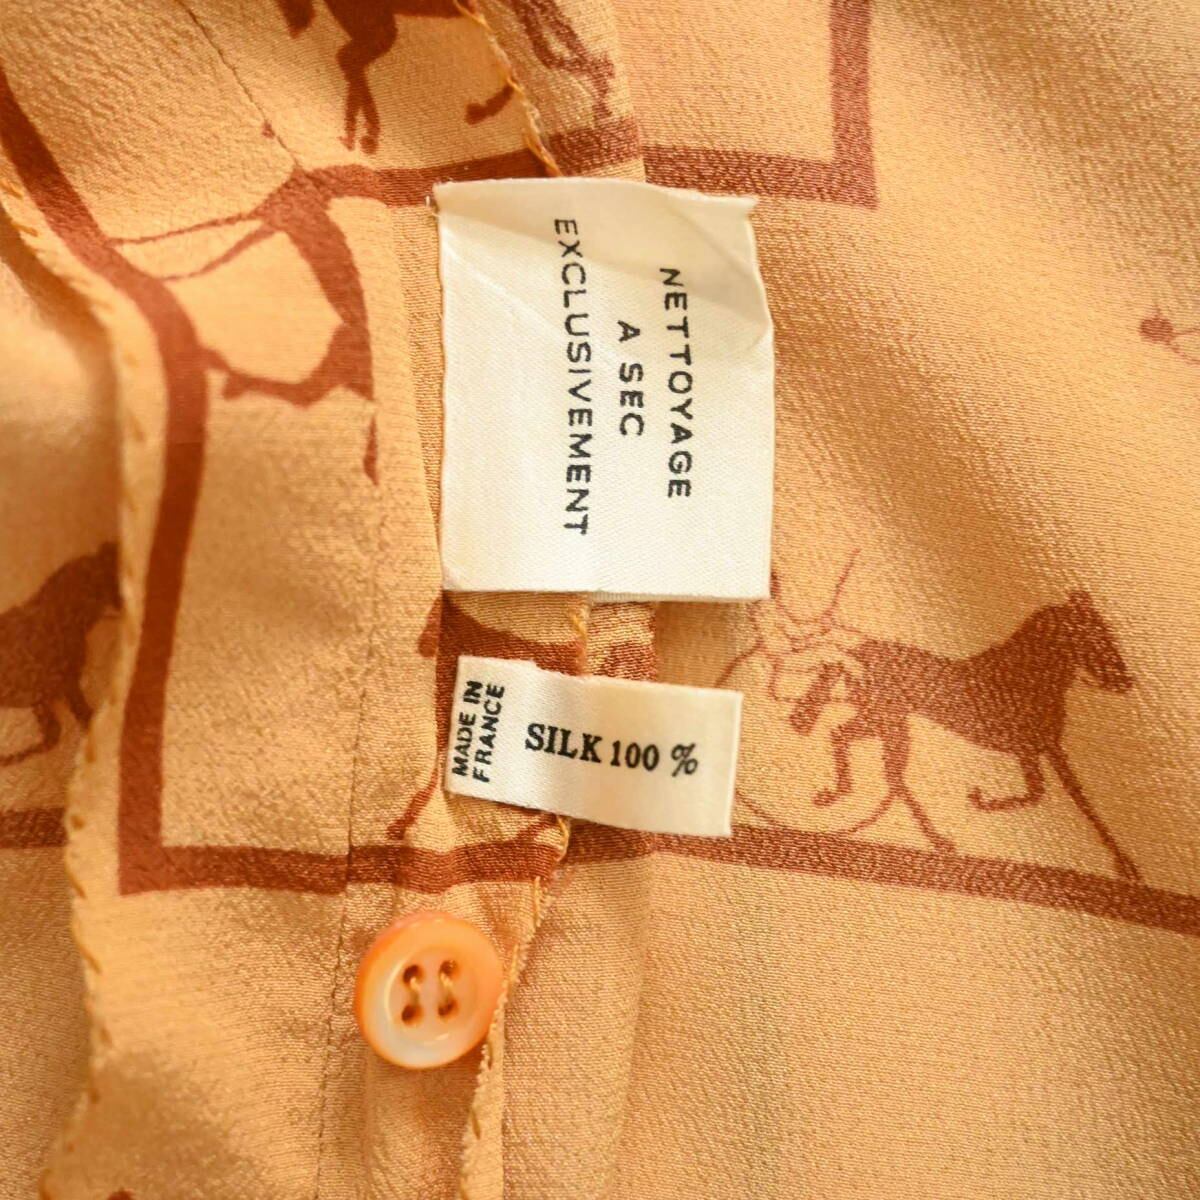 NETTOYAGE
A SEC
EXCLUSIVEMENT
MADE IN
FRANCE
SILK 100 %